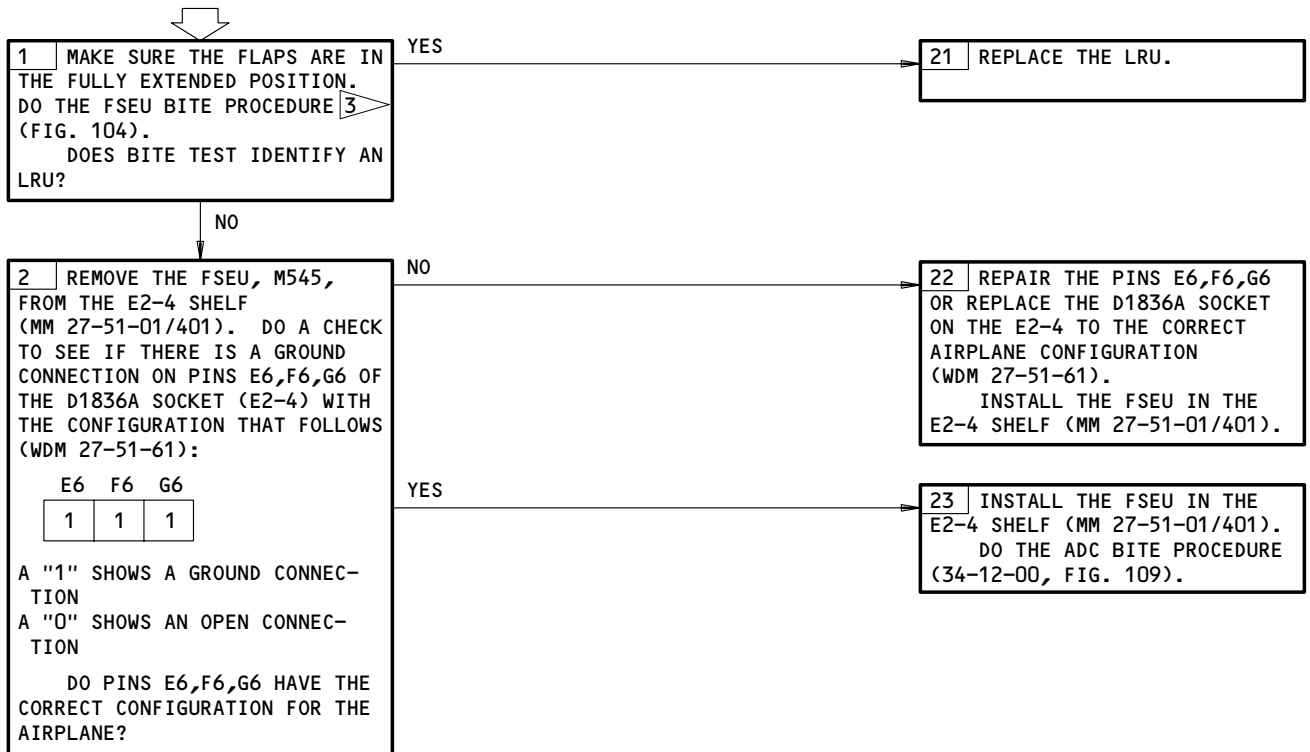 1 MAKE SURE THE FLAPS ARE IN
THE FULLY EXTENDED POSITION.
DO THE FSEU BITE PROCEDURE 3
(FIG. 104).
DOES BITE TEST IDENTIFY AN
LRU?
YES
21 REPLACE THE LRU.
NO
2 REMOVE THE FSEU, M545,
FROM THE E2-4 SHELF
(MM 27-51-01/401). DO A CHECK
TO SEE IF THERE IS A GROUND
CONNECTION ON PINS E6,F6,G6 OF
THE D1836A SOCKET (E2-4) WITH
THE CONFIGURATION THAT FOLLOWS
(WDM 27-51-61):
E6 F6 G6
1 1 1
A "1" SHOWS A GROUND CONNEC-
TION
A "0" SHOWS AN OPEN CONNEC-
TION
DO PINS E6,F6,G6 HAVE THE
CORRECT CONFIGURATION FOR THE
AIRPLANE?
NO
22 REPAIR THE PINS E6,F6,G6
OR REPLACE THE D1836A SOCKET
ON THE E2-4 TO THE CORRECT
AIRPLANE CONFIGURATION
(WDM 27-51-61).
INSTALL THE FSEU IN THE
E2-4 SHELF (MM 27-51-01/401).
YES
23 INSTALL THE FSEU IN THE
E2-4 SHELF (MM 27-51-01/401).
DO THE ADC BITE PROCEDURE
(34-12-00, FIG. 109).